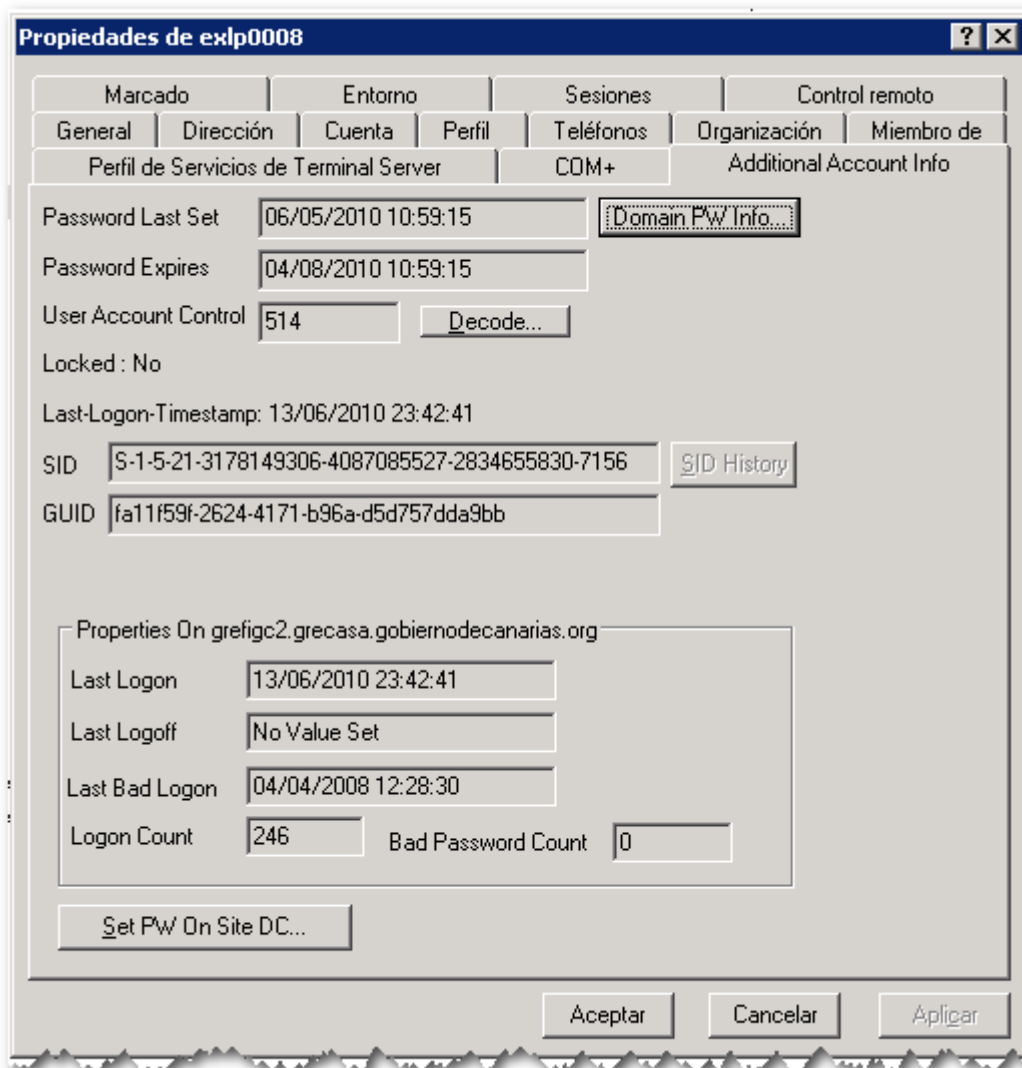 Propiedades de exlp0008
Marcado Entorno Sesiones Control remoto
General Dirección Cuenta Perfil Teléfonos Organización Miembro de
Perfil de Servicios de Terminal Server COM+ Additional Account Info
Password Last Set 06/05/2010 10:59:15 Domain PW Info...
Password Expires 04/08/2010 10:59:15
User Account Control 514 Decode...
Locked : No
Last-Logon-Timestamp: 13/06/2010 23:42:41
SID S-1-5-21-3178149306-4087085527-2834655830-7156 SID History
GUID fa11f59f-2624-4171-b96a-d5d757dda9bb
Properties On grefigc2.grecasa.gobiernodecanarias.org
Last Logon 13/06/2010 23:42:41
Last Logoff No Value Set
Last Bad Logon 04/04/2008 12:28:30
Logon Count 246 Bad Password Count 0
Set PW On Site DC...
Aceptar Cancelar Aplicar